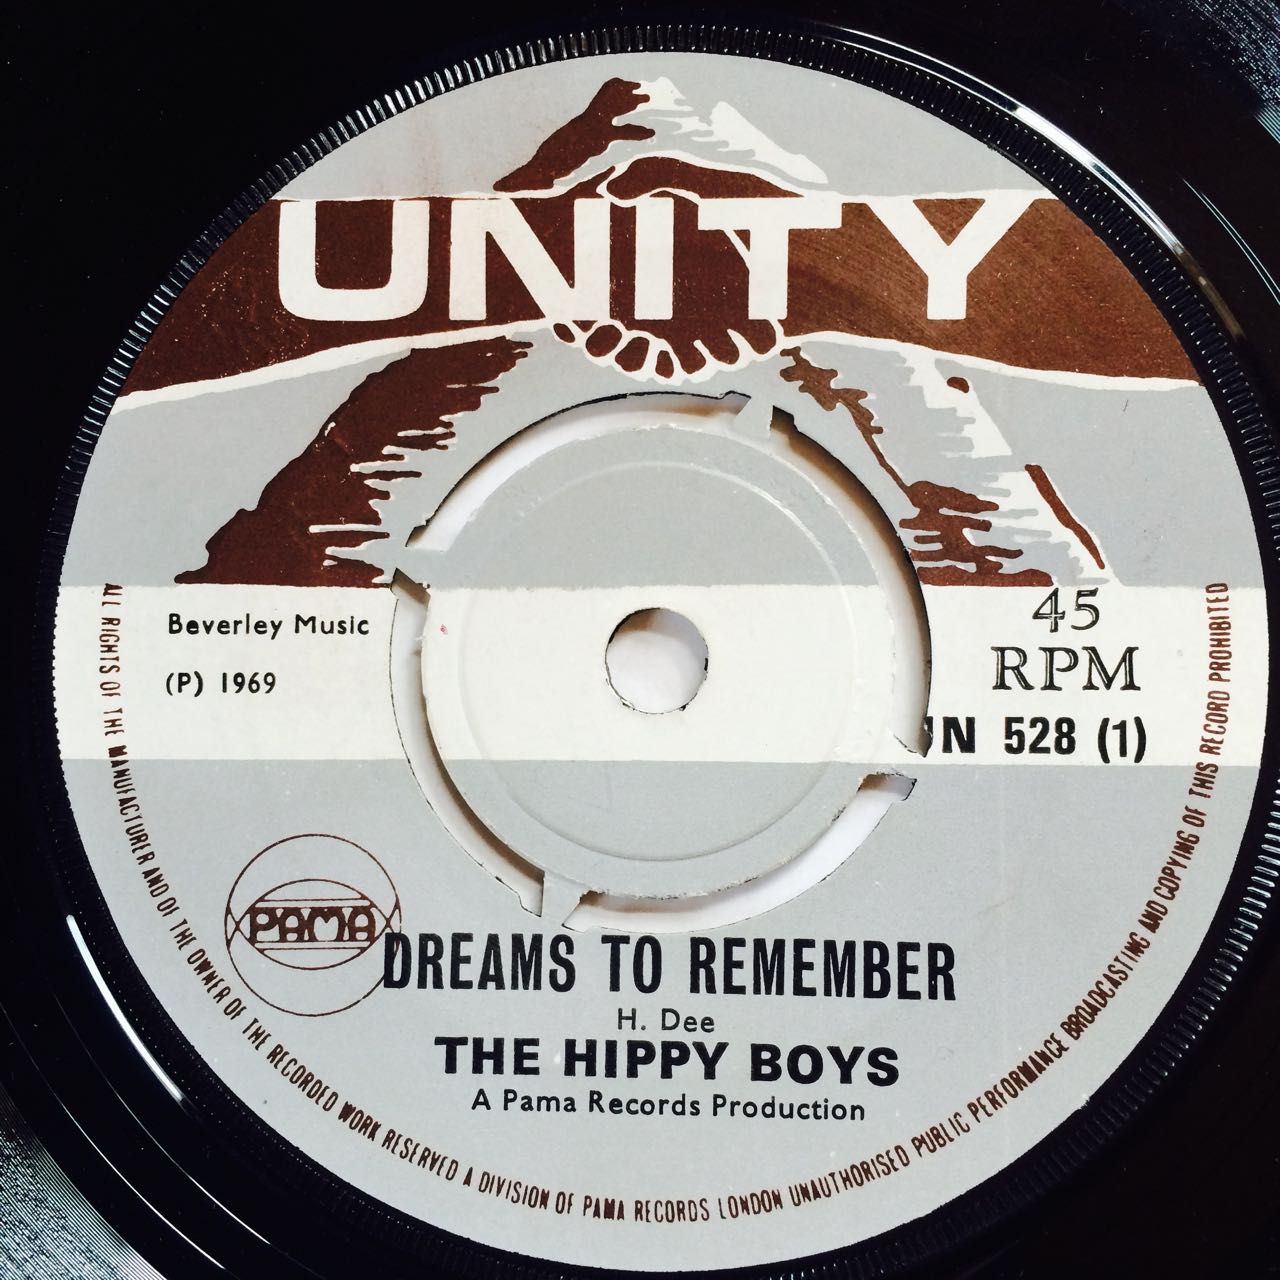 UNITY
Beverley Music
(P) 1969
45
RPM
N 528 (1)
PAMA
DREAMS TO REMEMBER
H. Dee
THE HIPPY BOYS
A Pama Records Production
ALL RIGHTS OF THE MANUFACTURER AND OF THE OWNER OF THE RECORDED WORK RESERVED A DIVISION OF PAMA RECORDS LONDON UNAUTHORISED PUBLIC PERFORMANCE BROADCASTING AND COPYING OF THIS RECORD PROHIBITED